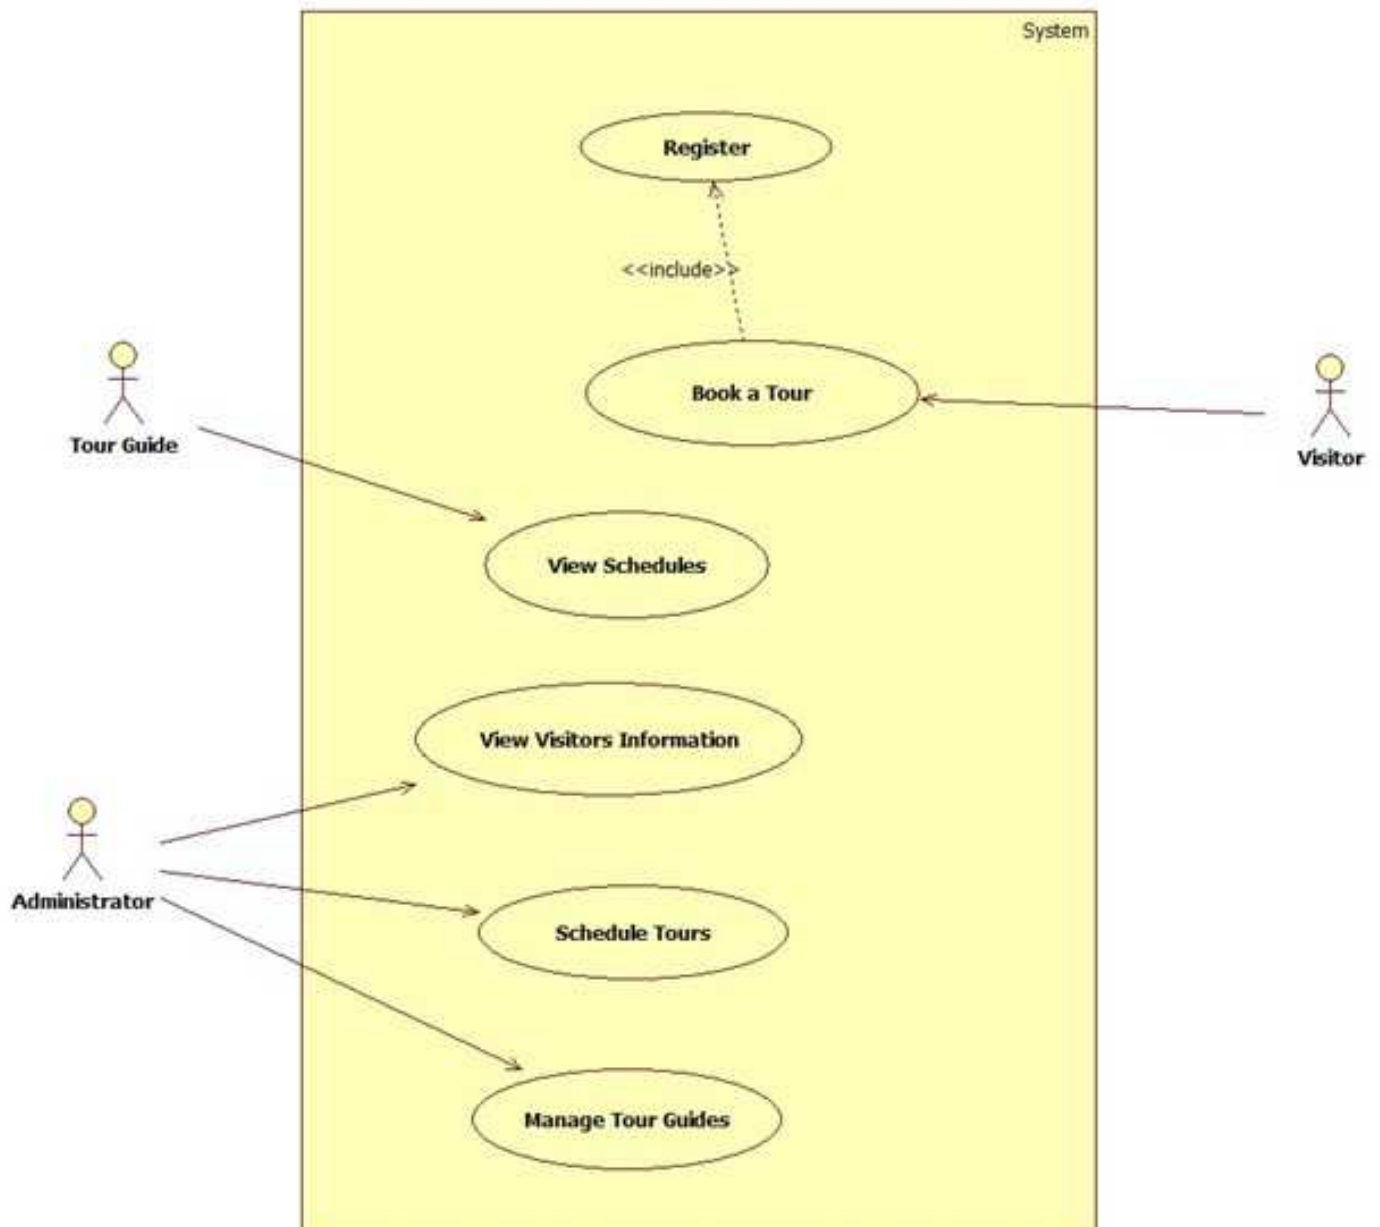 System
Register
<<include>>
Book a Tour
Tour Guide
Visitor
View Schedules
View Visitors Information
Administrator
Schedule Tours
Manage Tour Guides